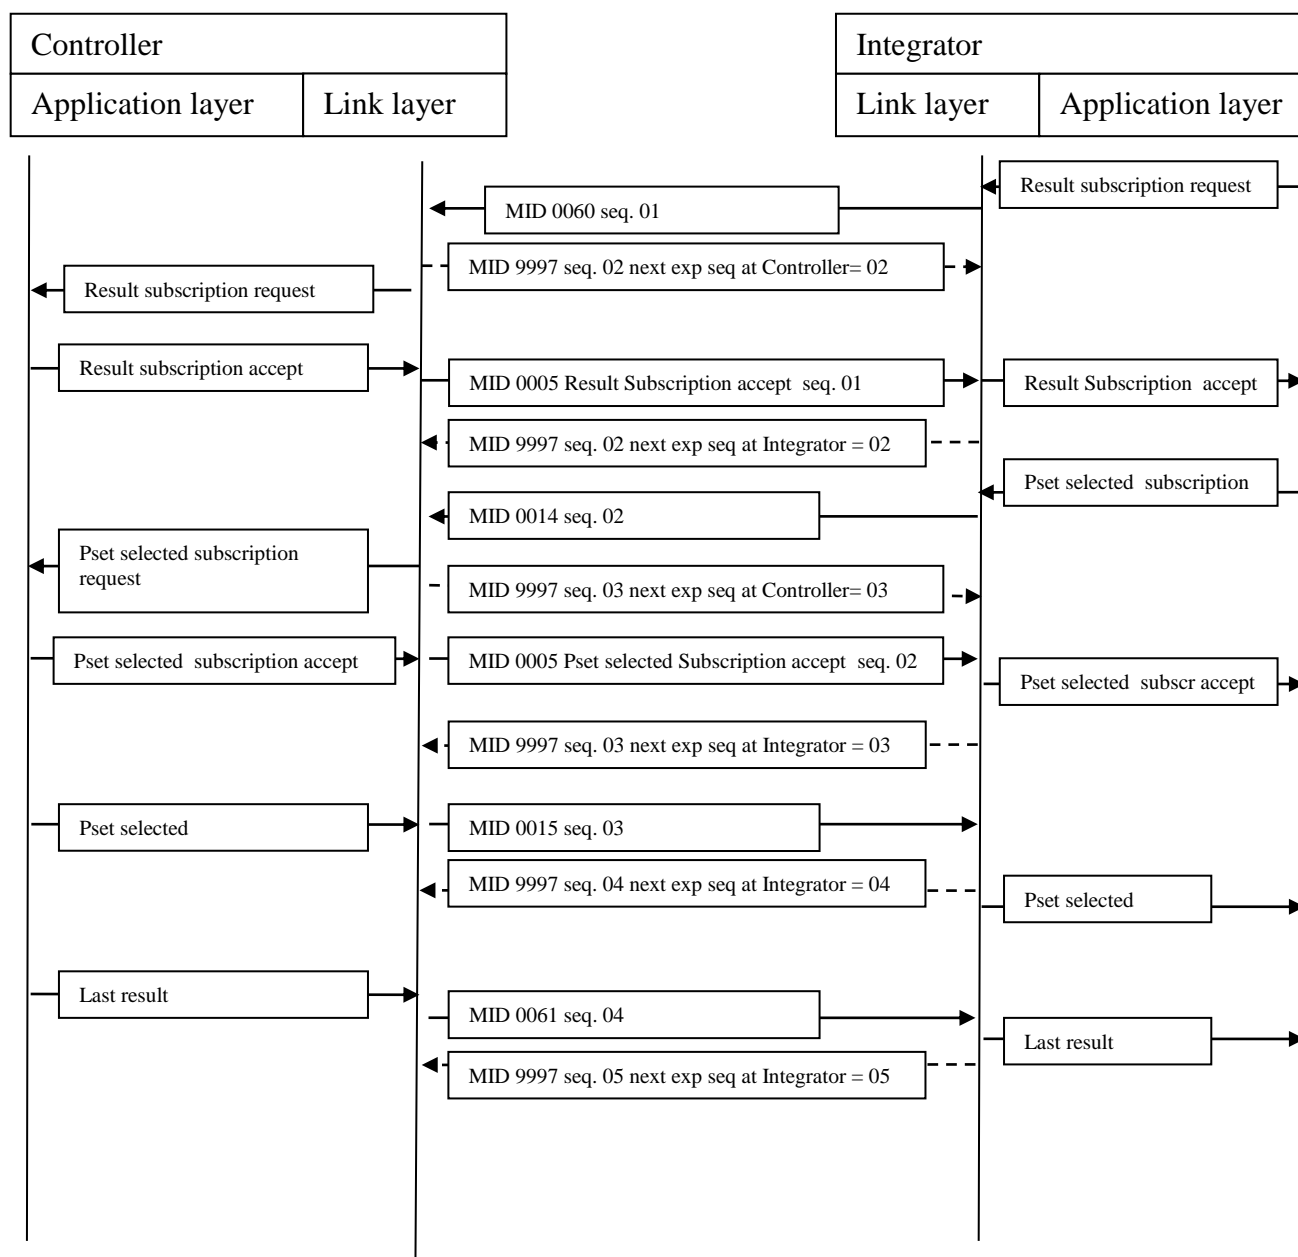 Controller
Integrator
Application layer
Link layer
Link layer
Application layer
Result subscription request
MID 0060 seq. 01
MID 9997 seq. 02 next exp seq at Controller= 02
Result subscription request
Result subscription accept
MID 0005 Result Subscription accept  seq. 01
Result Subscription  accept
MID 9997 seq. 02 next exp seq at Integrator = 02
Pset selected  subscription
MID 0014 seq. 02
Pset selected subscription
request
MID 9997 seq. 03 next exp seq at Controller= 03
Pset selected  subscription accept
MID 0005 Pset selected Subscription accept  seq. 02
Pset selected  subscr accept
MID 9997 seq. 03 next exp seq at Integrator = 03
Pset selected
MID 0015 seq. 03
MID 9997 seq. 04 next exp seq at Integrator = 04
Pset selected
Last result
MID 0061 seq. 04
Last result
MID 9997 seq. 05 next exp seq at Integrator = 05